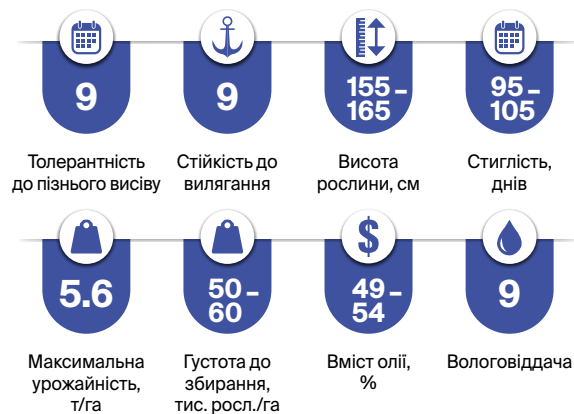 9
Толерантність
до пізнього висіву
9
Стійкість до
вилягання
155 –
165
Висота
рослини, см
95 –
105
Стиглість,
днів
5.6
Максимальна
урожайність,
т/га
50 –
60
Густота до
збирання,
тис. росл./га
$
49 –
54
Вміст олії,
%
9
Вологовіддача